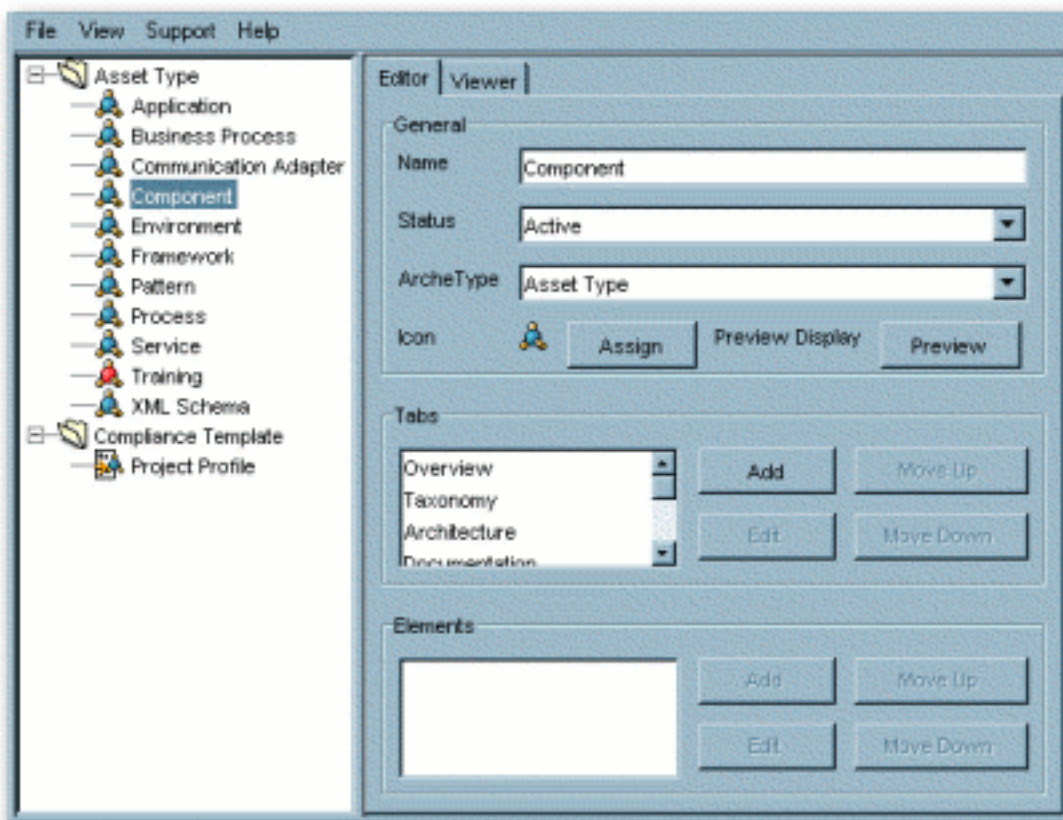 File View Support Help
Asset Type
Application
Business Process
Communication Adapter
Component
Environment
Framework
Pattern
Process
Service
Training
XML Schema
Compliance Template
Project Profile
Editor Viewer
General
Name Component
Status Active
ArcheType Asset Type
Icon Assign Preview Display Preview
Tabs
Overview
Taxonomy
Architecture
Documentation
Add Move Up
Edit Move Down
Elements
Add Move Up
Edit Move Down